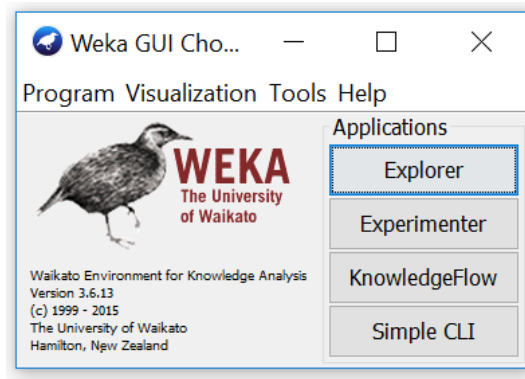 Weka GUI Cho...
Program Visualization Tools Help
Applications
WEKA
The University
of Waikato
Explorer
Experimenter
KnowledgeFlow
Simple CLI
Waikato Environment for Knowledge Analysis
Version 3.6.13
(c) 1999 - 2015
The University of Waikato
Hamilton, New Zealand